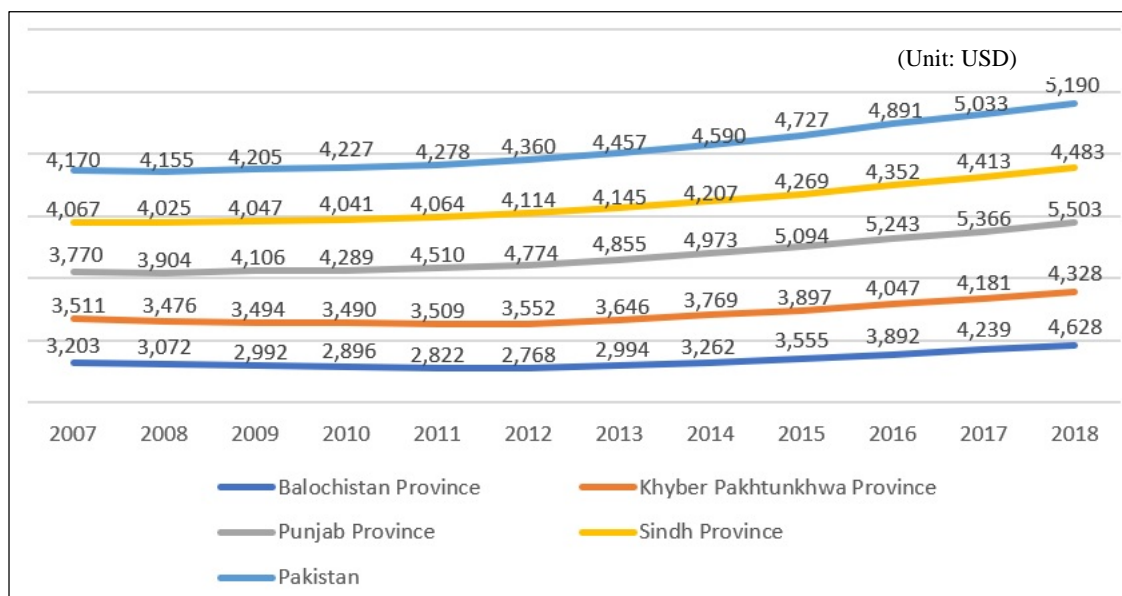 (Unit: USD)
4,170 4,155 4,205 4,227 4,278 4,360 4,457 4,590 4,727 4,891 5,033 5,190
4,067 4,025 4,047 4,041 4,064 4,114 4,145 4,207 4,269 4,352 4,413 4,483
3,770 3,904 4,106 4,289 4,510 4,774 4,855 4,973 5,094 5,243 5,366 5,503
3,511 3,476 3,494 3,490 3,509 3,552 3,646 3,769 3,897 4,047 4,181 4,328
3,203 3,072 2,992 2,896 2,822 2,768 2,994 3,262 3,555 3,892 4,239 4,628
2007 2008 2009 2010 2011 2012 2013 2014 2015 2016 2017 2018
Balochistan Province Khyber Pakhtunkhwa Province
Punjab Province Sindh Province
Pakistan